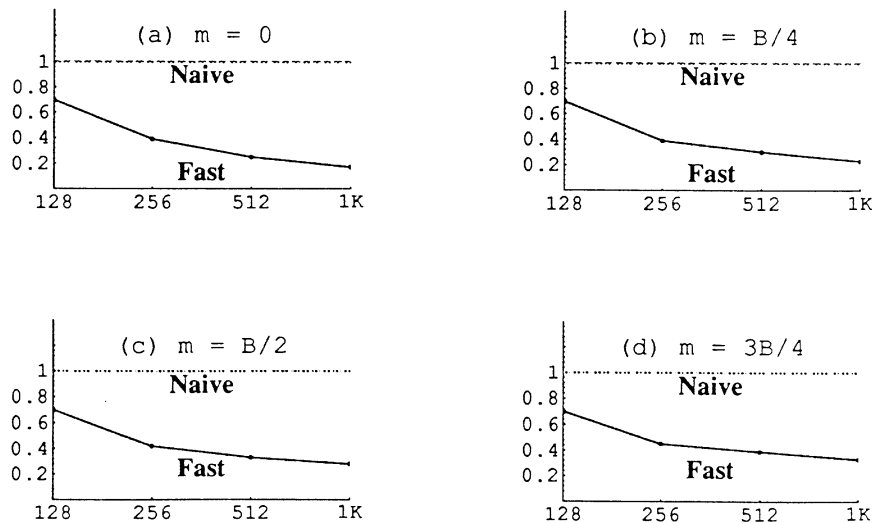 (a) m = 0
1
Naive
0.8
0.6
0.4
0.2
Fast
128 256 512 1K
(b) m = B/4
1
Naive
0.8
0.6
0.4
0.2
Fast
128 256 512 1K
(c) m = B/2
1
Naive
0.8
0.6
0.4
0.2
Fast
128 256 512 1K
(d) m = 3B/4
1
Naive
0.8
0.6
0.4
0.2
Fast
128 256 512 1K